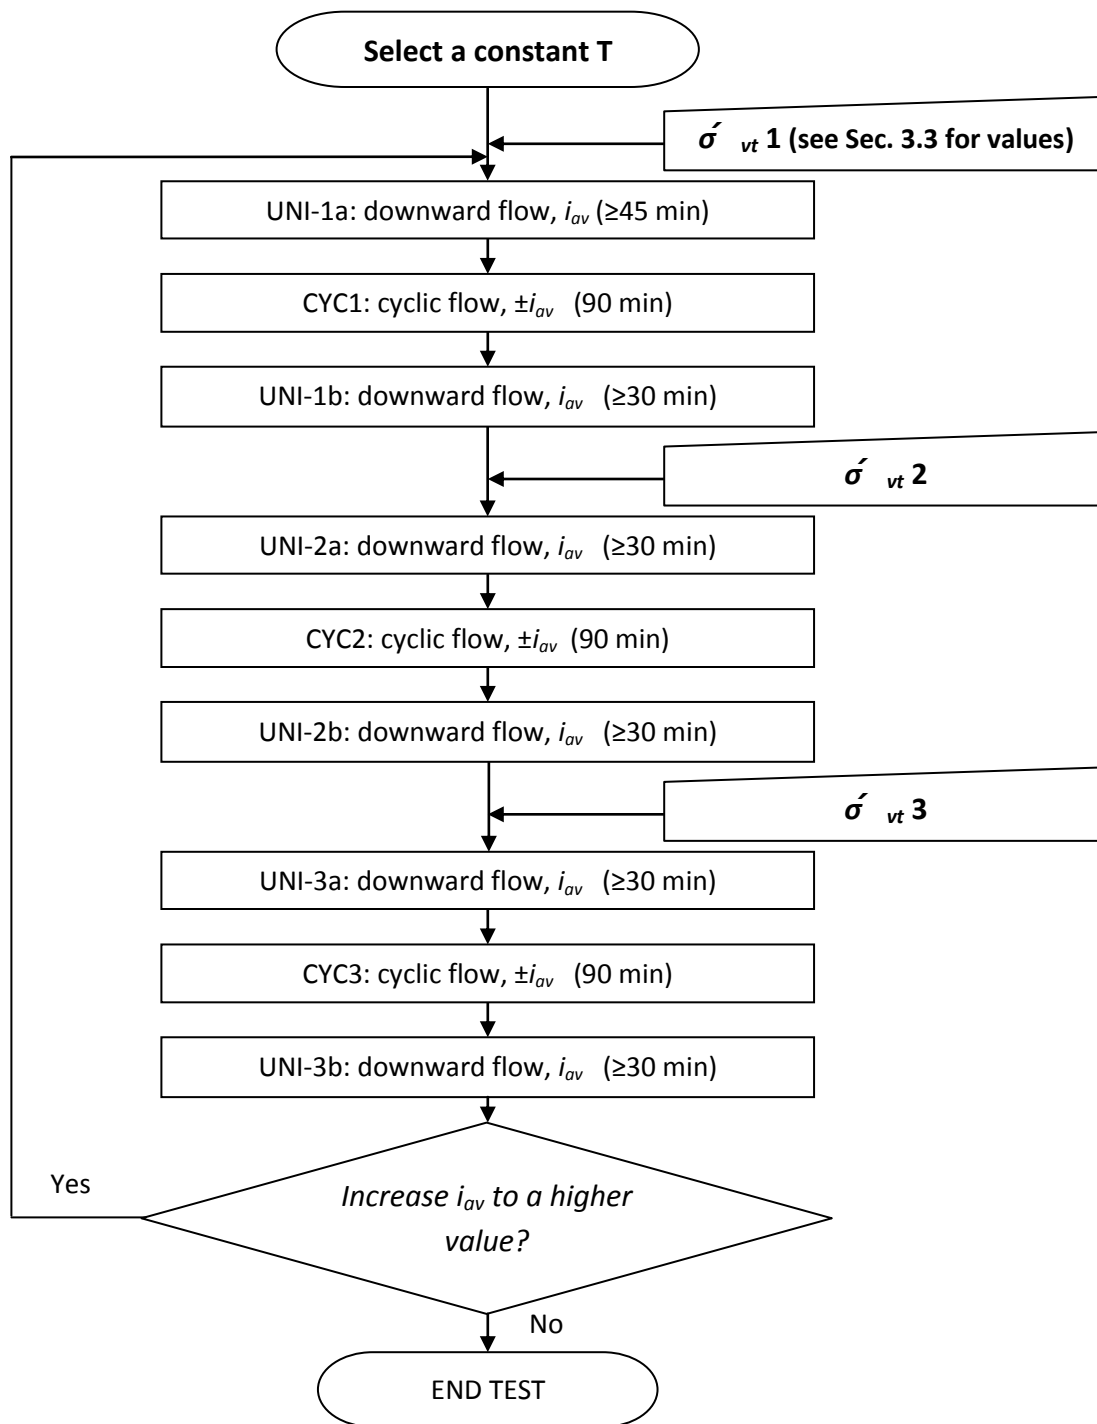 Select a constant T
σ́ vt 1 (see Sec. 3.3 for values)
UNI-1a: downward flow, iav (≥45 min)
CYC1: cyclic flow, ±iav (90 min)
UNI-1b: downward flow, iav (≥30 min)
σ́ vt 2
UNI-2a: downward flow, iav (≥30 min)
CYC2: cyclic flow, ±iav (90 min)
UNI-2b: downward flow, iav (≥30 min)
σ́ vt 3
UNI-3a: downward flow, iav (≥30 min)
CYC3: cyclic flow, ±iav (90 min)
UNI-3b: downward flow, iav (≥30 min)
Yes
Increase iav to a higher
value?
No
END TEST